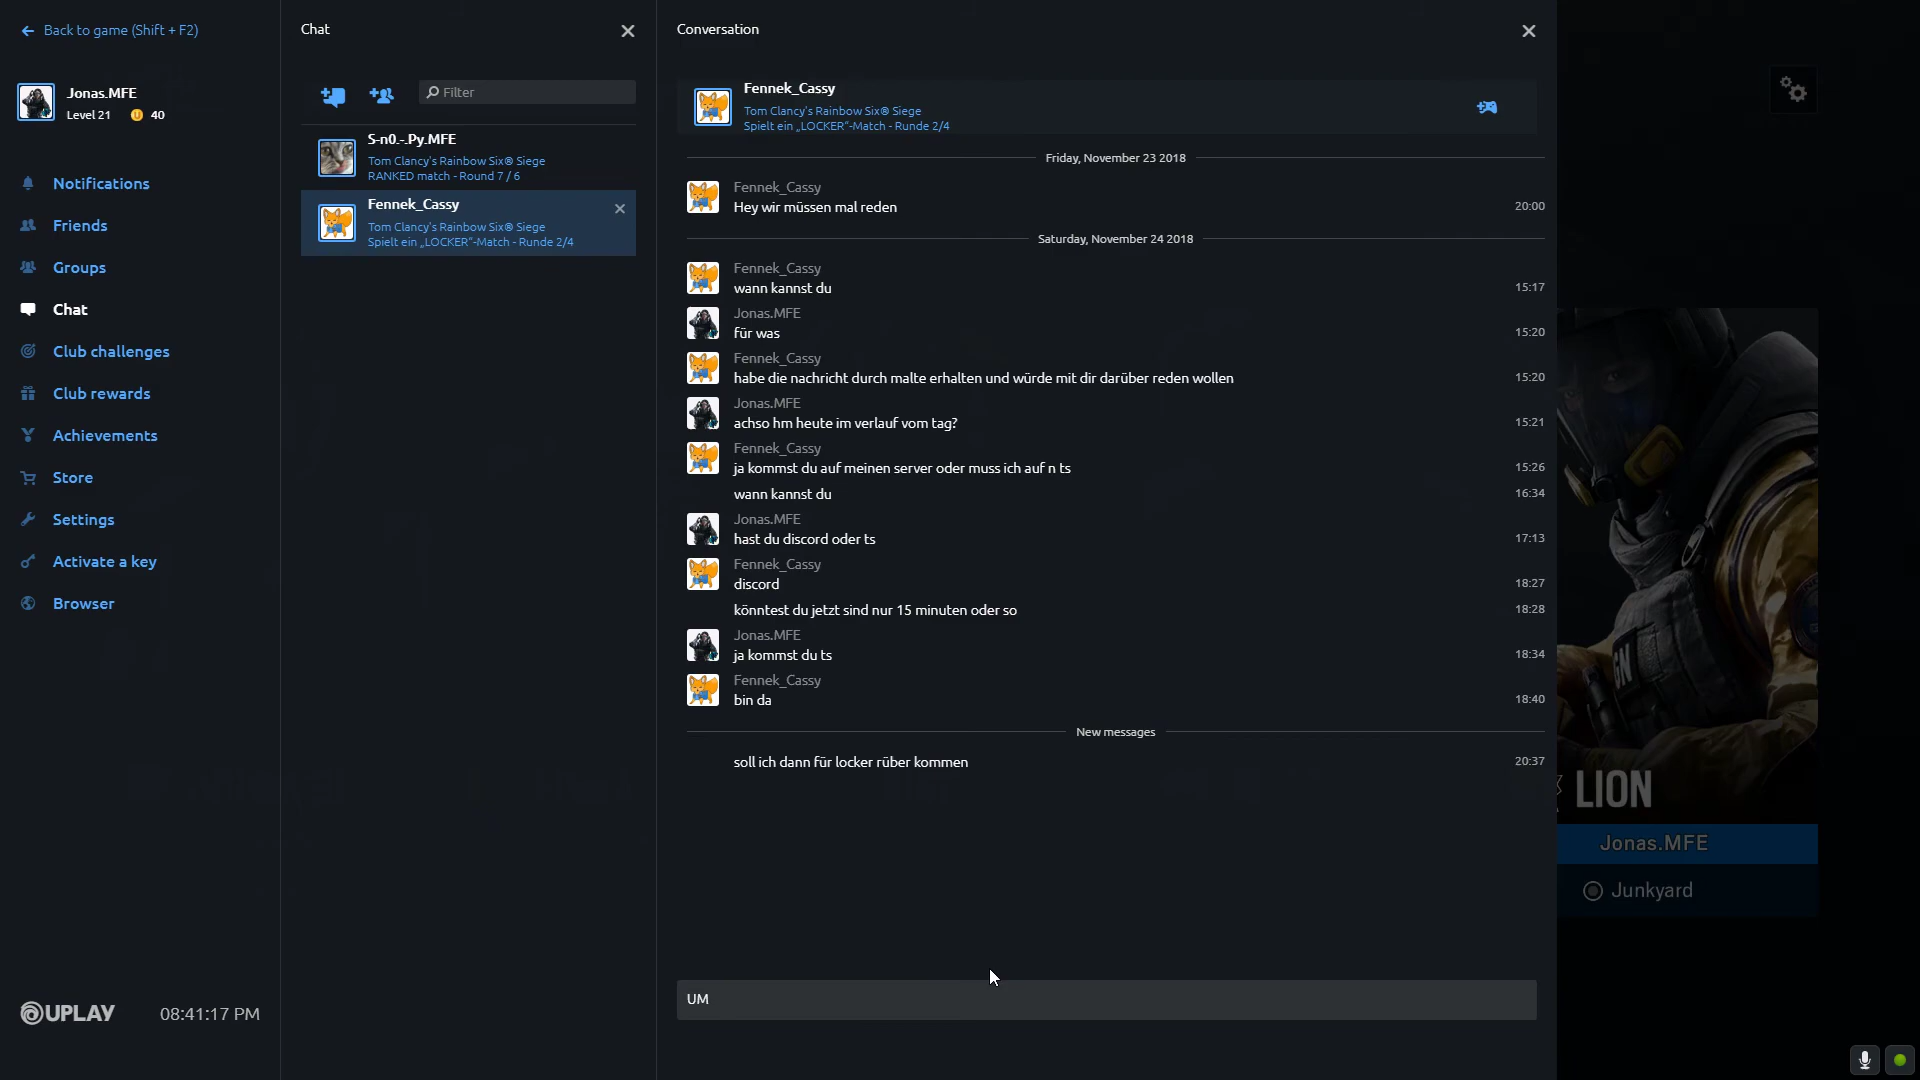 Back to game (Shift + F2)
Jonas.MFE
Level 21 40
Notifications
Friends
Groups
Chat
Club challenges
Club rewards
Achievements
Store
Settings
Activate a key
Browser
UPLAY 08:41:17 PM
Chat
Filter
S-n0.-.Py.MFE
Tom Clancy's Rainbow Six® Siege
RANKED match - Round 7 / 6
Fennek_Cassy
Tom Clancy's Rainbow Six® Siege
Spielt ein „LOCKER“-Match - Runde 2/4
Conversation
Fennek_Cassy
Tom Clancy's Rainbow Six® Siege
Spielt ein „LOCKER“-Match - Runde 2/4
Friday, November 23 2018
Fennek_Cassy
Hey wir müssen mal reden 20:00
Saturday, November 24 2018
Fennek_Cassy
wann kannst du 15:17
Jonas.MFE
für was 15:20
Fennek_Cassy
habe die nachricht durch malte erhalten und würde mit dir darüber reden wollen 15:20
Jonas.MFE
achso hm heute im verlauf vom tag? 15:21
Fennek_Cassy
ja kommst du auf meinen server oder muss ich auf n ts 15:26
wann kannst du 16:34
Jonas.MFE
hast du discord oder ts 17:13
Fennek_Cassy
discord 18:27
könntest du jetzt sind nur 15 minuten oder so 18:28
Jonas.MFE
ja kommst du ts 18:34
Fennek_Cassy
bin da 18:40
New messages
soll ich dann für locker rüber kommen 20:37
UM
LION
Jonas.MFE
Junkyard